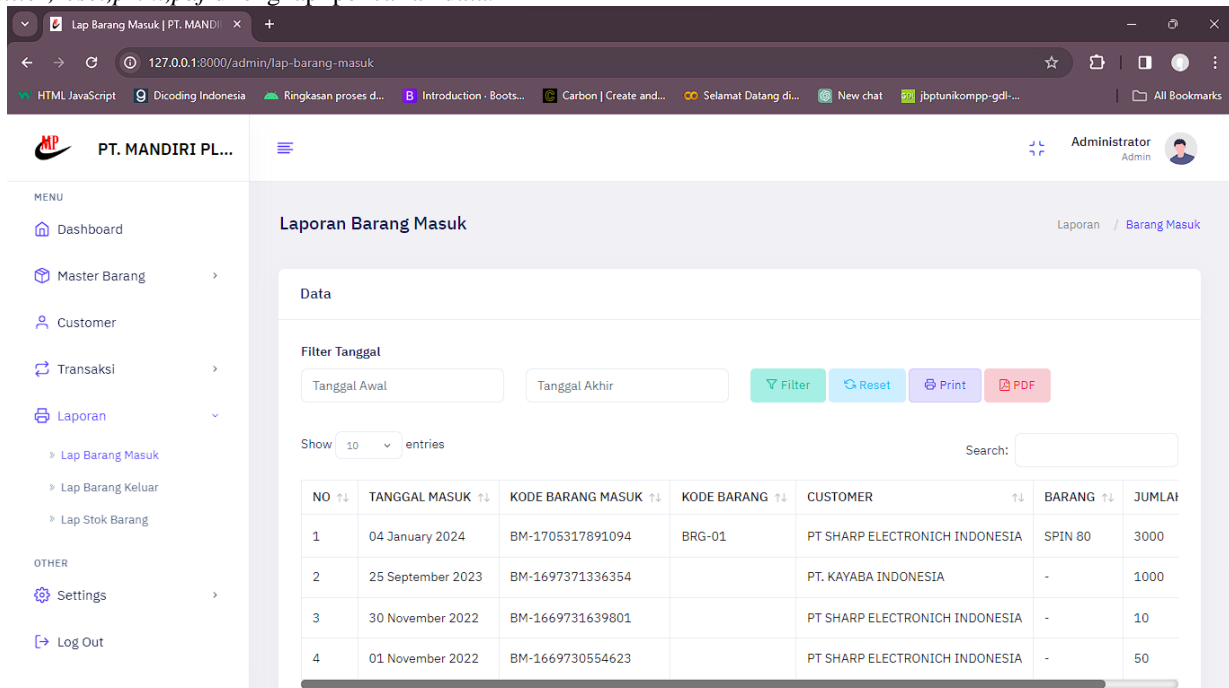 Lap Barang Masuk | PT. MANDI
127.0.0.1:8000/admin/lap-barang-masuk
HTML JavaScript Dicoding Indonesia Ringkasan proses d... B Introduction · Boots... Carbon | Create and... Selamat Datang di... New chat jbptunikompp-gdl-... All Bookmarks
MP PT. MANDIRI PL... Administrator
Admin
MENU
Dashboard
Master Barang
Customer
Transaksi
Laporan
» Lap Barang Masuk
» Lap Barang Keluar
» Lap Stok Barang
OTHER
Settings
Log Out
Laporan Barang Masuk Laporan / Barang Masuk
Data
Filter Tanggal
Tanggal Awal Tanggal Akhir Filter Reset Print PDF
Show 10 entries Search:
NO TANGGAL MASUK KODE BARANG MASUK KODE BARANG CUSTOMER BARANG JUMLAH
1 04 January 2024 BM-1705317891094 BRG-01 PT SHARP ELECTRONICH INDONESIA SPIN 80 3000
2 25 September 2023 BM-1697371336354 PT. KAYABA INDONESIA - 1000
3 30 November 2022 BM-1669731639801 PT SHARP ELECTRONICH INDONESIA - 10
4 01 November 2022 BM-1669730554623 PT SHARP ELECTRONICH INDONESIA - 50